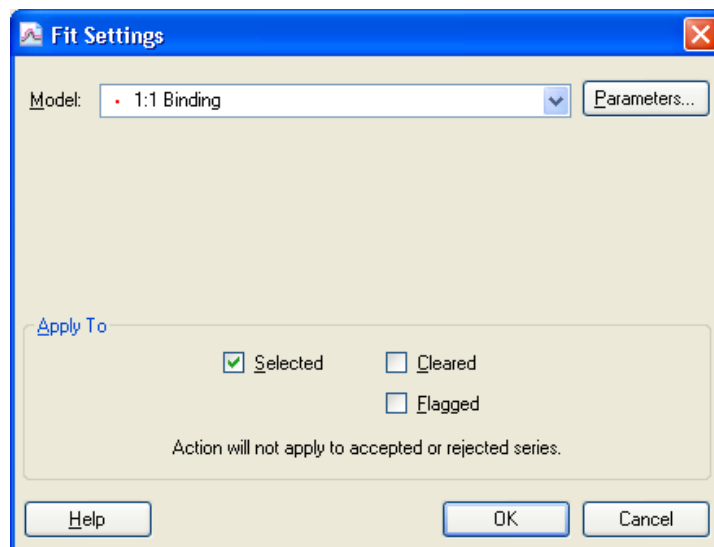 Fit Settings
Model: 1:1 Binding Parameters...
Apply To
Selected Cleared
Flagged
Action will not apply to accepted or rejected series.
Help OK Cancel